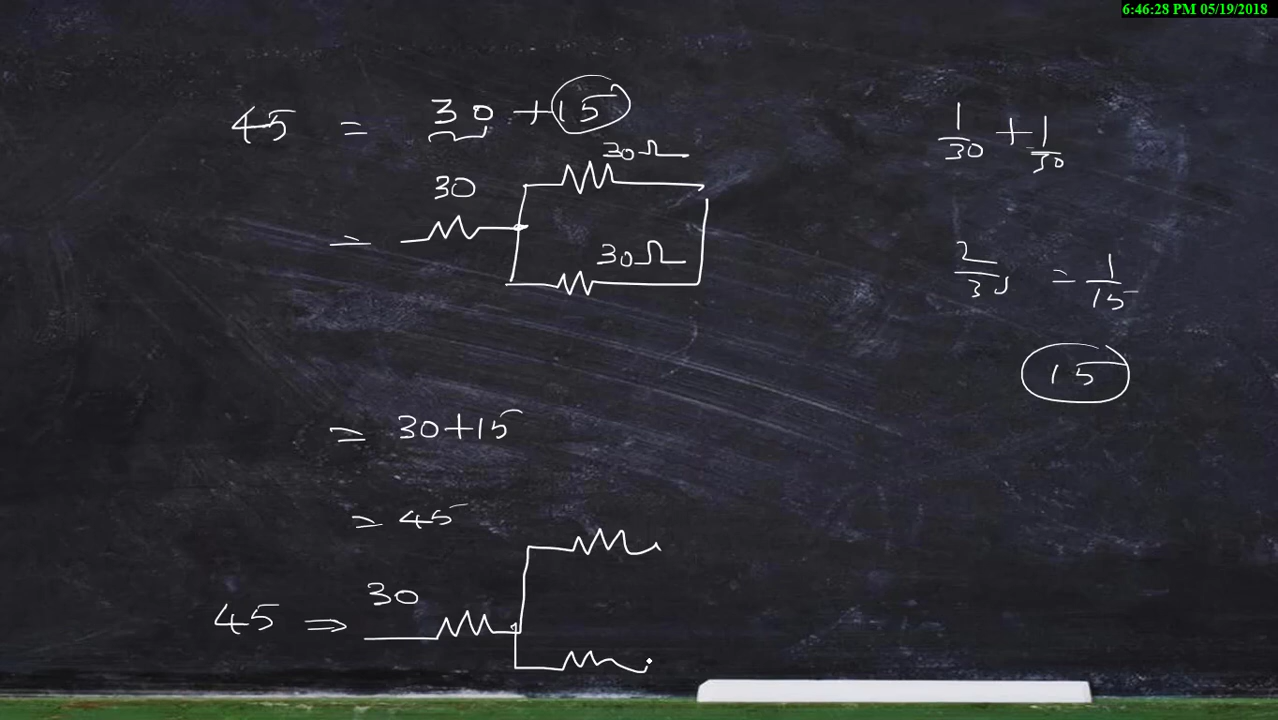 6:46:28 PM 05/19/2018
45 = 30 + 15
30Ω
30
=
30Ω
= 30+15
= 45
30
45 ⇒
1/30 + 1/30
2/30 = 1/15
15